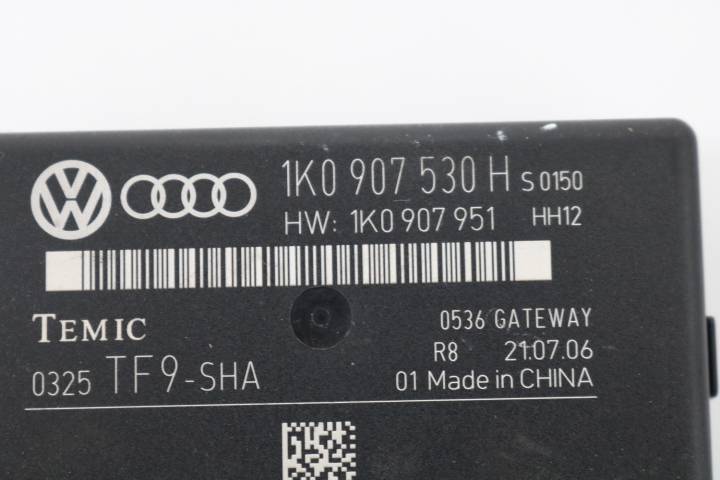 1K0 907 530 H S 0150
HW: 1K0 907 951 HH12
TEMIC
0536 GATEWAY
R8 21.07.06
0325 TF9-SHA
01 Made in CHINA